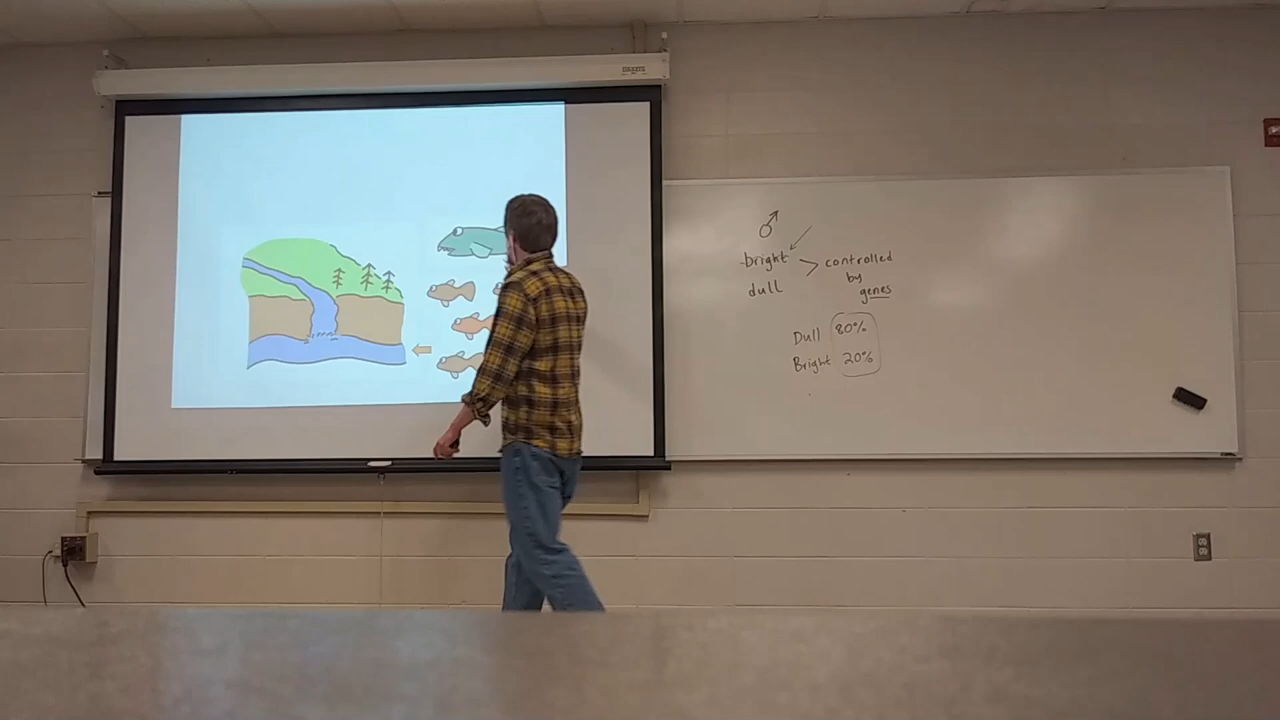 ♂
bright
dull
controlled
by
genes
Dull 80%
Bright 20%